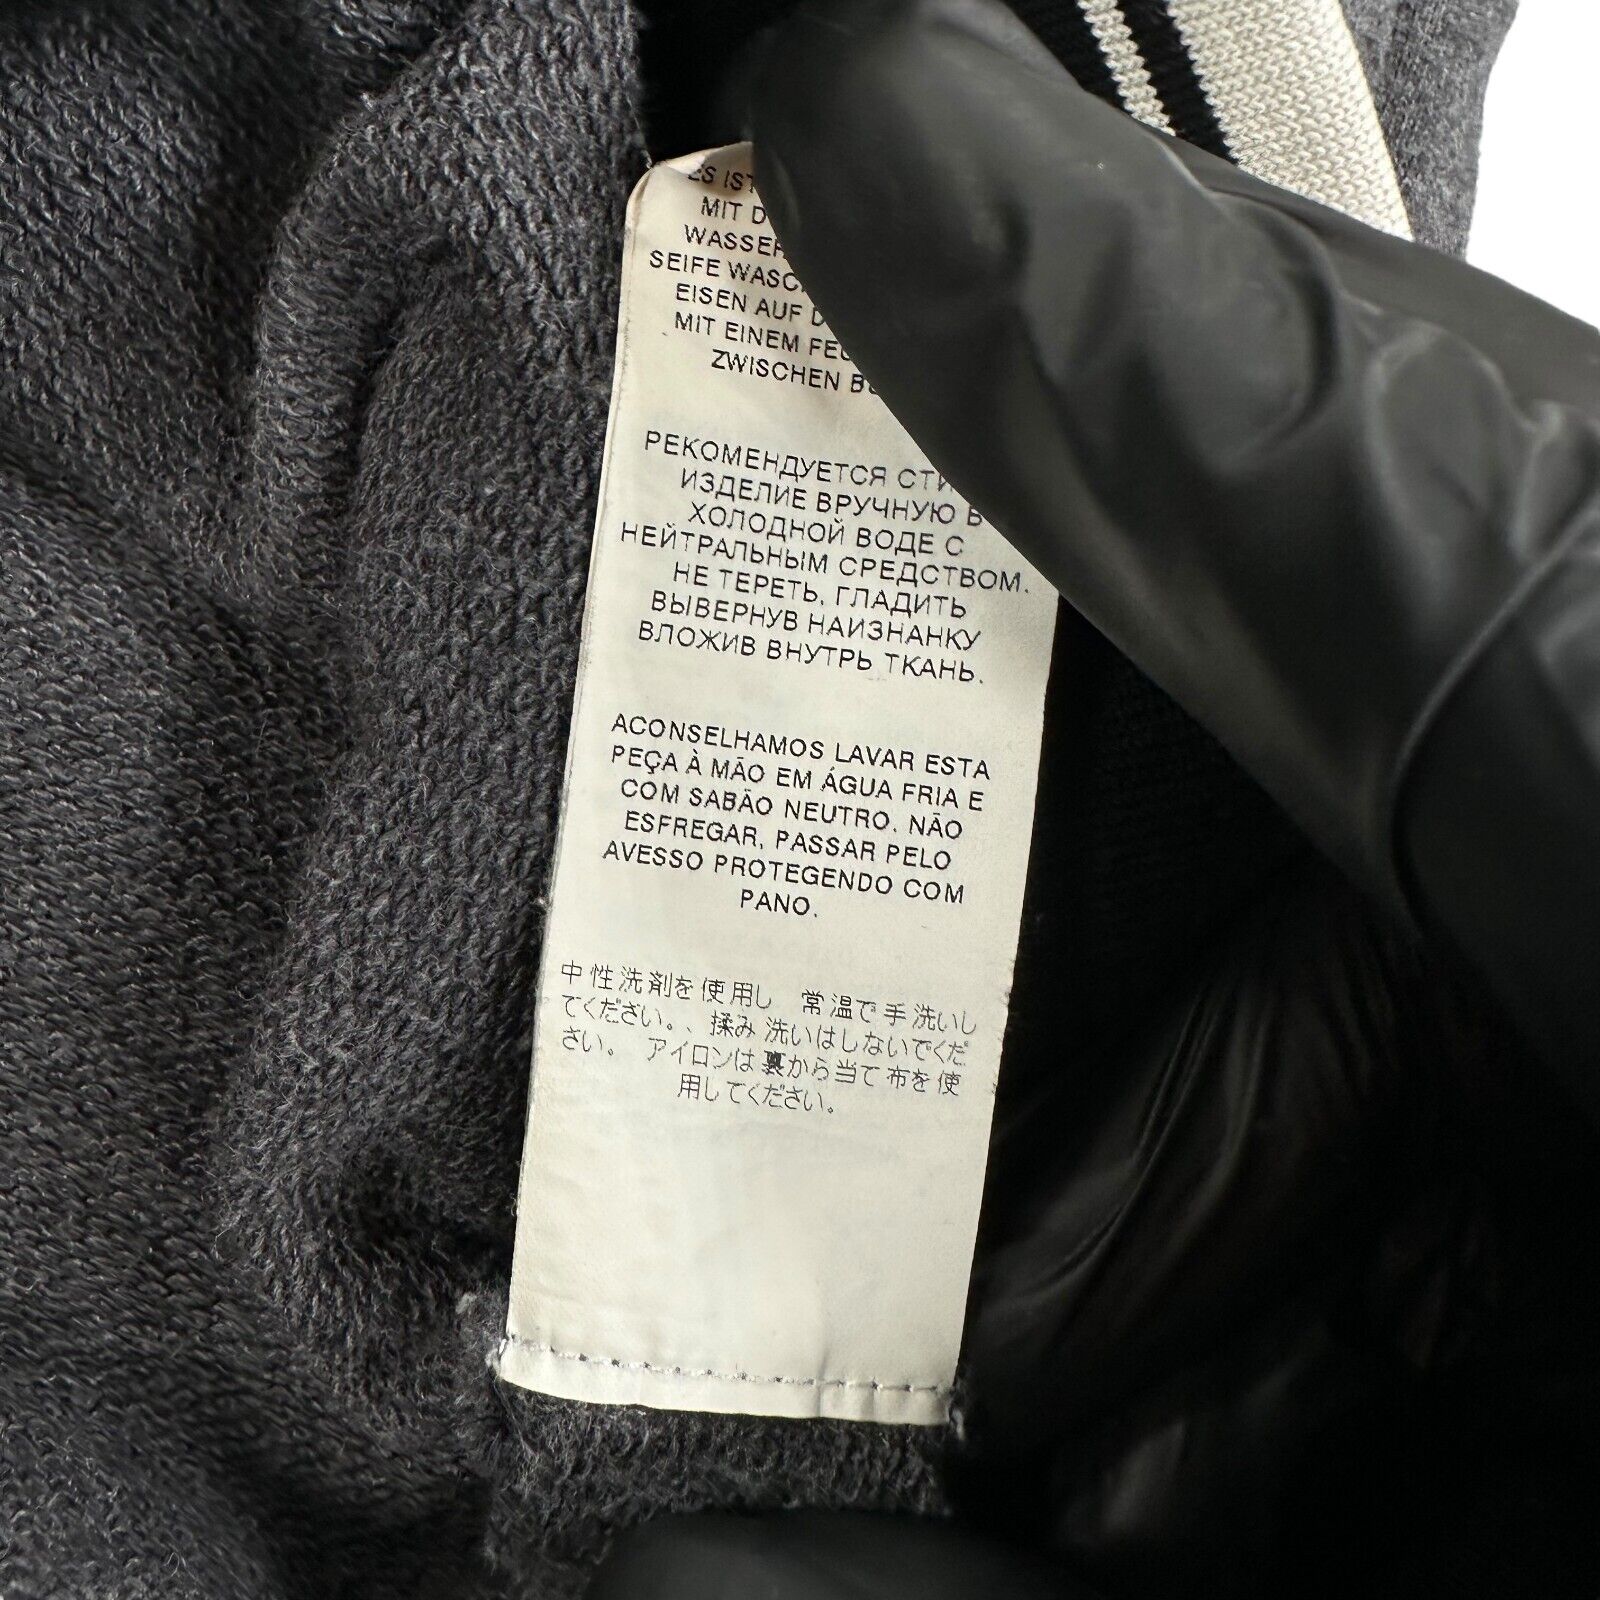 ES IST
MIT
WASSER
SEIFE
EISEN AUF
MIT EINEM
ZWISCHEN
РЕКОМЕНДУЕТСЯ
ИЗДЕЛИЕ ВРУЧНУЮ В
ХОЛОДНОЙ ВОДЕ С
НЕЙТРАЛЬНЫМ СРЕДСТВОМ.
НЕ ТЕРЕТЬ, ГЛАДИТЬ
ВЫВЕРНУВ НАИЗНАНКУ
ВЛОЖИВ ВНУТРЬ ТКАНЬ.
ACONSELHAMOS LAVAR ESTA
PEÇA À MÃO EM ÁGUA FRIA E
COM SABÃO NEUTRO. NÃO
ESFREGAR, PASSAR PELO
AVESSO PROTEGENDO COM
PANO.
中性洗剤を使用し 常温で手洗いし
てください。、揉み洗いはしないでくだ
さい。 アイロンは裏から当て布を使
用してください。